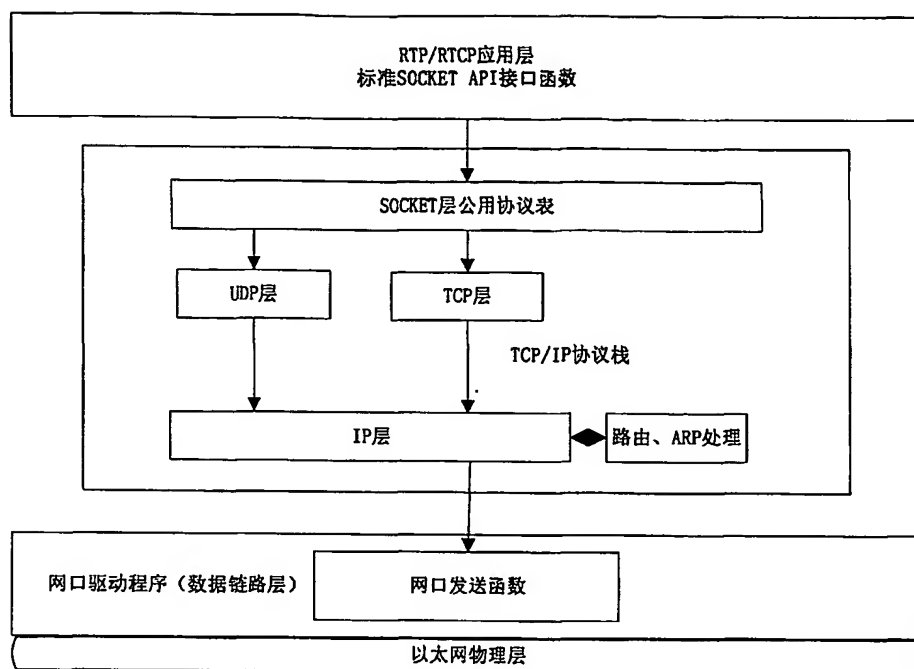 RTP/RTCP应用层
标准SOCKET API接口函数
SOCKET层公用协议表
UDP层
TCP层
TCP/IP协议栈
IP层
路由、ARP处理
网口驱动程序（数据链路层）
网口发送函数
以太网物理层